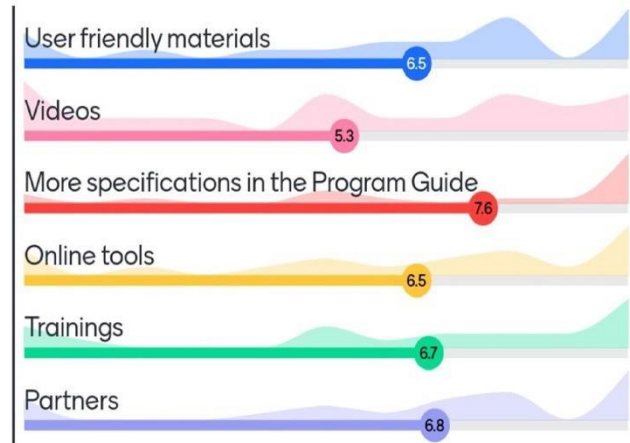 User friendly materials
6.5
Videos
5.3
More specifications in the Program Guide
7.6
Online tools
6.5
Trainings
6.7
Partners
6.8